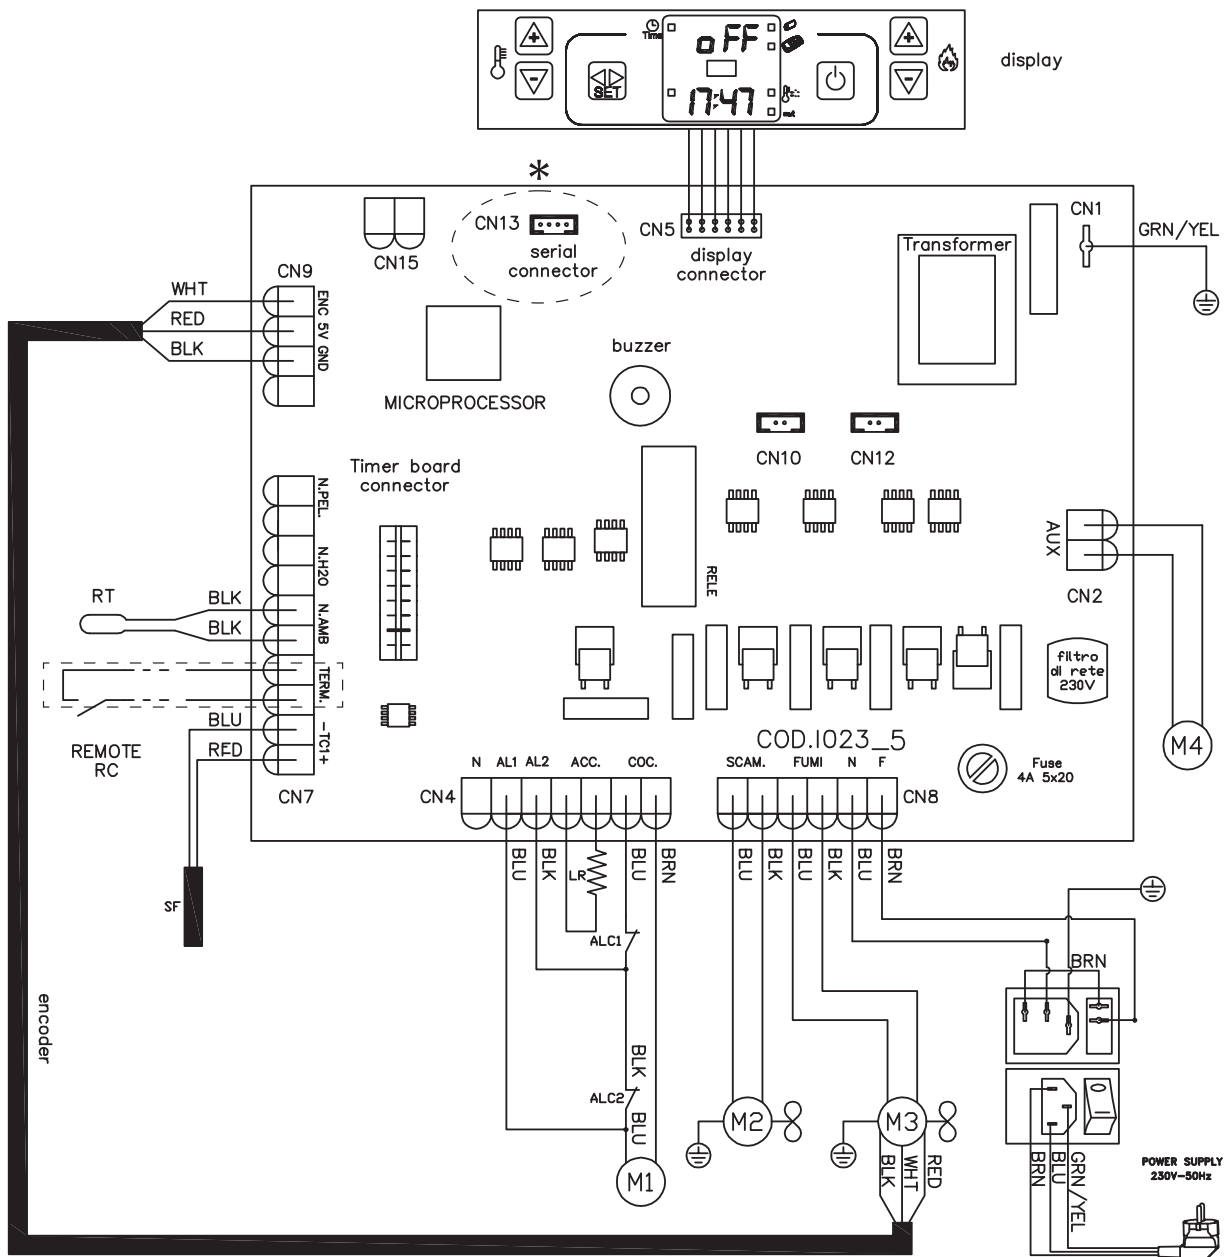 Time
oFF
SET
17:47
display
*
CN13
serial
connector
CN5
display
connector
CN15
CN1
GRN/YEL
Transformer
CN9
WHT
ENC
RED
5V
BLK
GND
MICROPROCESSOR
buzzer
CN10
CN12
Timer board
connector
N.PEL.
N.H2O
RELE
AUX
CN2
RT
BLK
N.AMB
BLK
TERM.
filtro
di rete
230V
BLU
-TC1+
RED
REMOTE
RC
COD.1023_5
M4
CN7
N
AL1
AL2
ACC.
COC.
SCAM.
FUMI
N
F
Fuse
4A 5x20
CN4
CN8
BLU
BLK
LR
BLU
BRN
BLU
BLK
BLU
BLK
BLU
BRN
SF
ALC1
BRN
encoder
BLK
ALC2
BLU
M1
M2
M3
BLK
WHT
RED
BRN
BLU
GRN/YEL
POWER SUPPLY
230V-50Hz